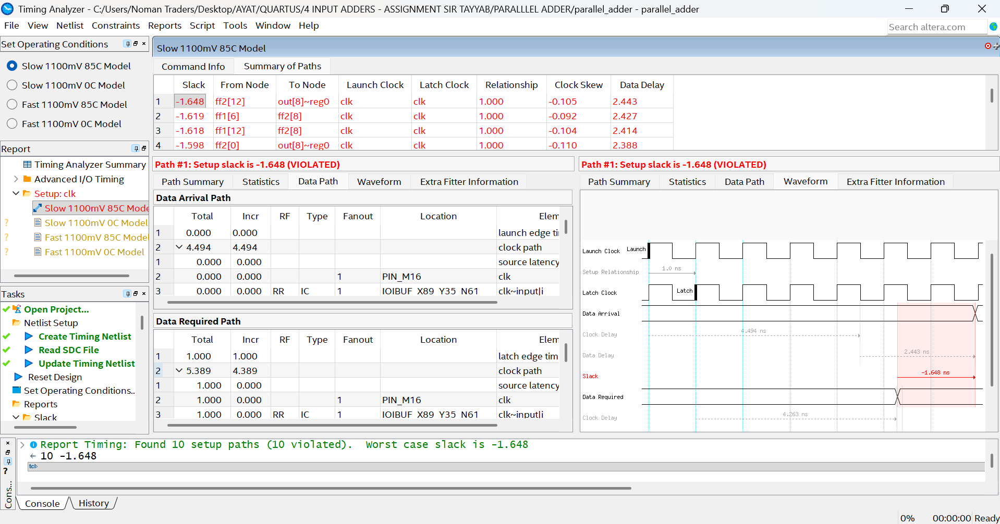 Timing Analyzer - C:/Users/Noman Traders/Desktop/AYAT/QUARTUS/4 INPUT ADDERS - ASSIGNMENT SIR TAYYAB/PARALLLEL ADDER/parallel_adder - parallel_adder
File View Netlist Constraints Reports Script Tools Window Help
Search altera.com
Set Operating Conditions
Slow 1100mV 85C Model
Slow 1100mV 0C Model
Fast 1100mV 85C Model
Fast 1100mV 0C Model
Report
Timing Analyzer Summary
Advanced I/O Timing
Setup: clk
Slow 1100mV 85C Mode
? Slow 1100mV 0C Model
? Fast 1100mV 85C Model
? Fast 1100mV 0C Model
Tasks
Open Project...
Netlist Setup
Create Timing Netlist
Read SDC File
Update Timing Netlist
Reset Design
Set Operating Conditions..
Reports
Slack
Slow 1100mV 85C Model
Command Info Summary of Paths
Slack From Node To Node Launch Clock Latch Clock Relationship Clock Skew Data Delay
1 -1.648 ff2[12] out[8]~reg0 clk clk 1.000 -0.105 2.443
2 -1.619 ff1[6] ff2[8] clk clk 1.000 -0.092 2.427
3 -1.618 ff1[12] ff2[8] clk clk 1.000 -0.104 2.414
4 -1.598 ff2[0] out[8]~reg0 clk clk 1.000 -0.110 2.388
Path #1: Setup slack is -1.648 (VIOLATED)
Path Summary Statistics Data Path Waveform Extra Fitter Information
Data Arrival Path
Total Incr RF Type Fanout Location Elem
1 0.000 0.000 launch edge ti
2 4.494 4.494 clock path
1 0.000 0.000 source latency
2 0.000 0.000 1 PIN_M16 clk
3 0.000 0.000 RR IC 1 IOIBUF_X89_Y35_N61 clk~input|i
Data Required Path
Total Incr RF Type Fanout Location Elem
1 1.000 1.000 latch edge tim
2 5.389 4.389 clock path
1 1.000 0.000 source latency
2 1.000 0.000 1 PIN_M16 clk
3 1.000 0.000 RR IC 1 IOIBUF_X89_Y35_N61 clk~input|i
Path #1: Setup slack is -1.648 (VIOLATED)
Path Summary Statistics Data Path Waveform Extra Fitter Information
Launch Clock Launch
Setup Relationship 1.0 ns
Latch Clock Latch
Data Arrival
Clock Delay 4.494 ns
Data Delay 2.443 ns
Slack -1.648 ns
Data Required
Clock Delay 4.263 ns
Report Timing: Found 10 setup paths (10 violated). Worst case slack is -1.648
10 -1.648
tcl>
?
Cons...
Console History
0% 00:00:00 Ready